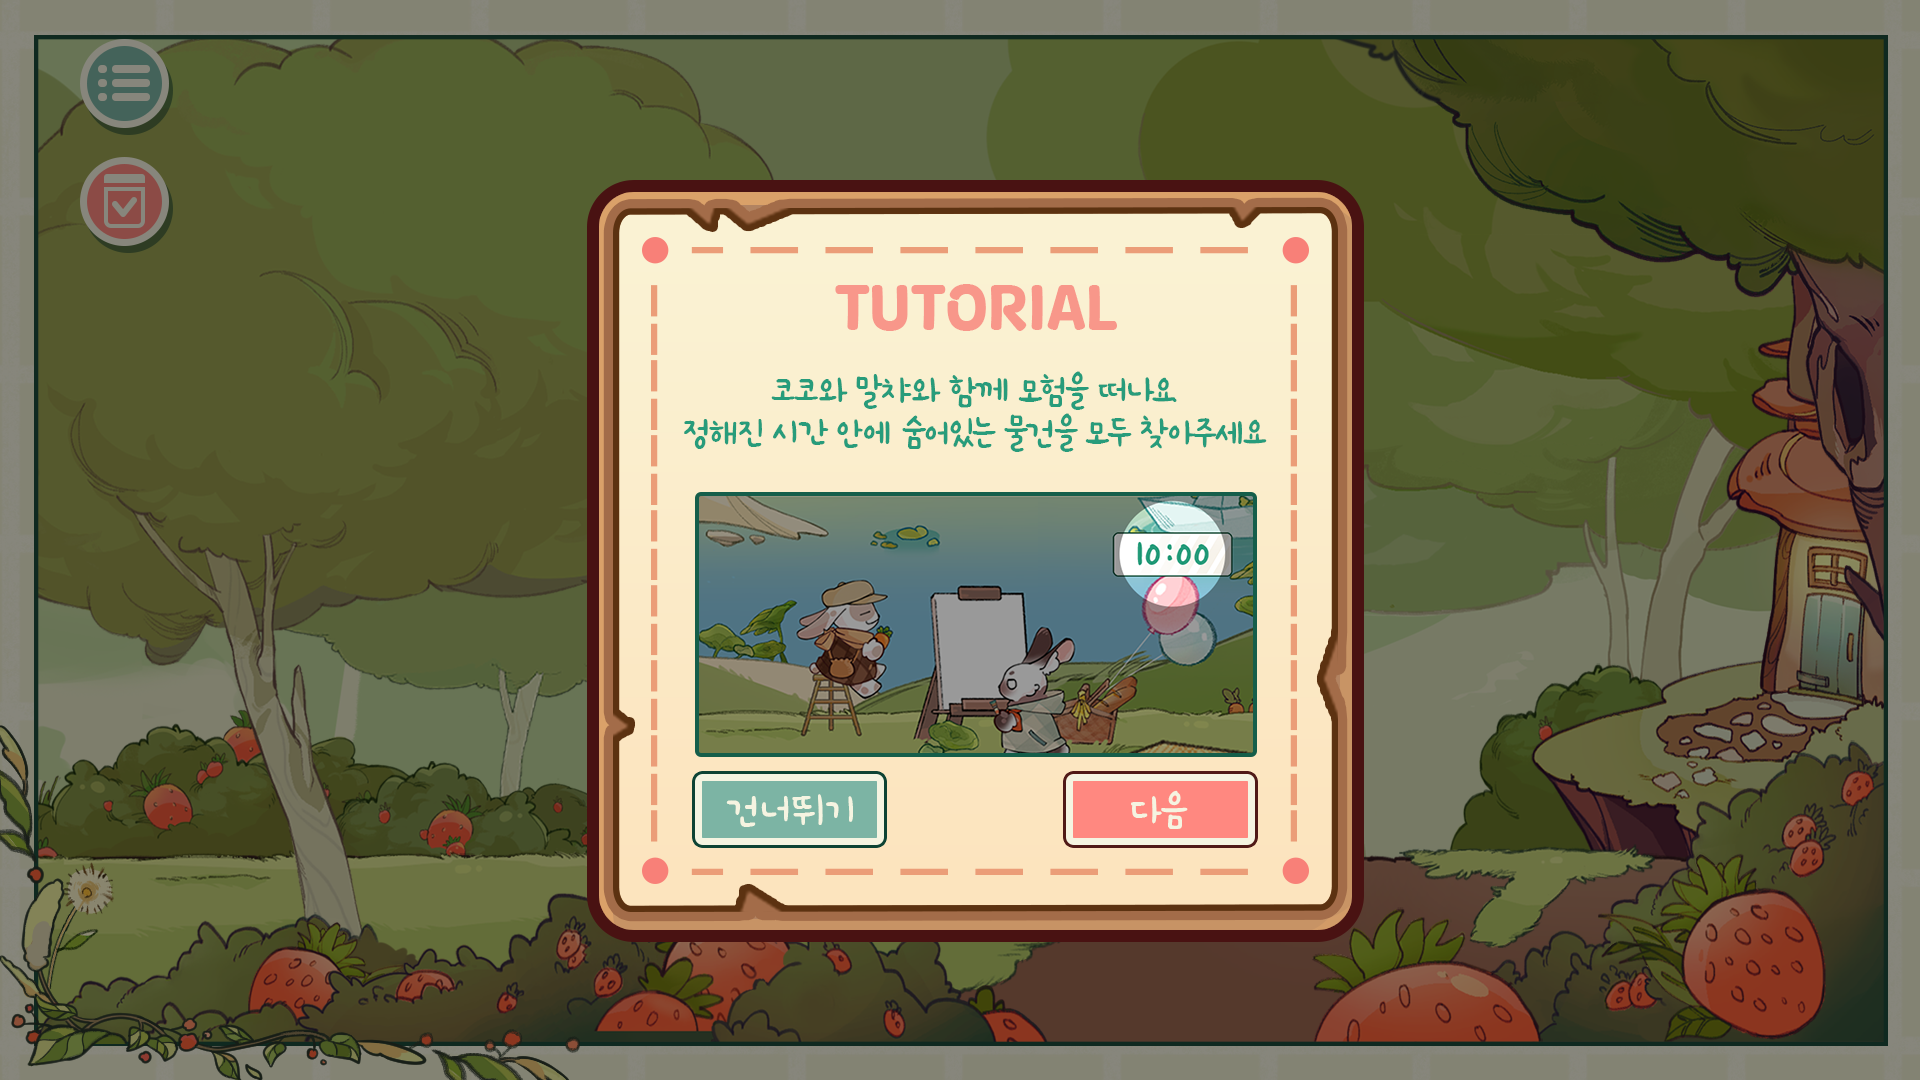 TUTORIAL
코코와 말챠와 함께 모험을 떠나요
정해진 시간 안에 숨어있는 물건을 모두 찾아주세요
10:00
건너뛰기
다음